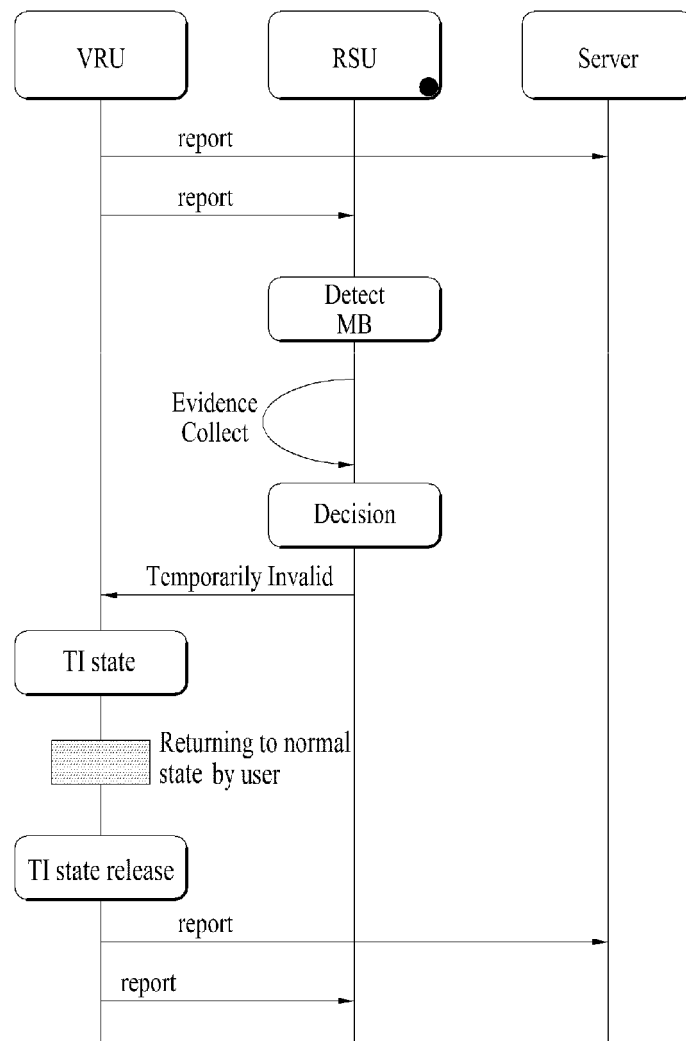 VRU
RSU
Server
report
report
Detect
MB
Evidence
Collect
Decision
Temporarily Invalid
TI state
Returning to normal
state by user
TI state release
report
report